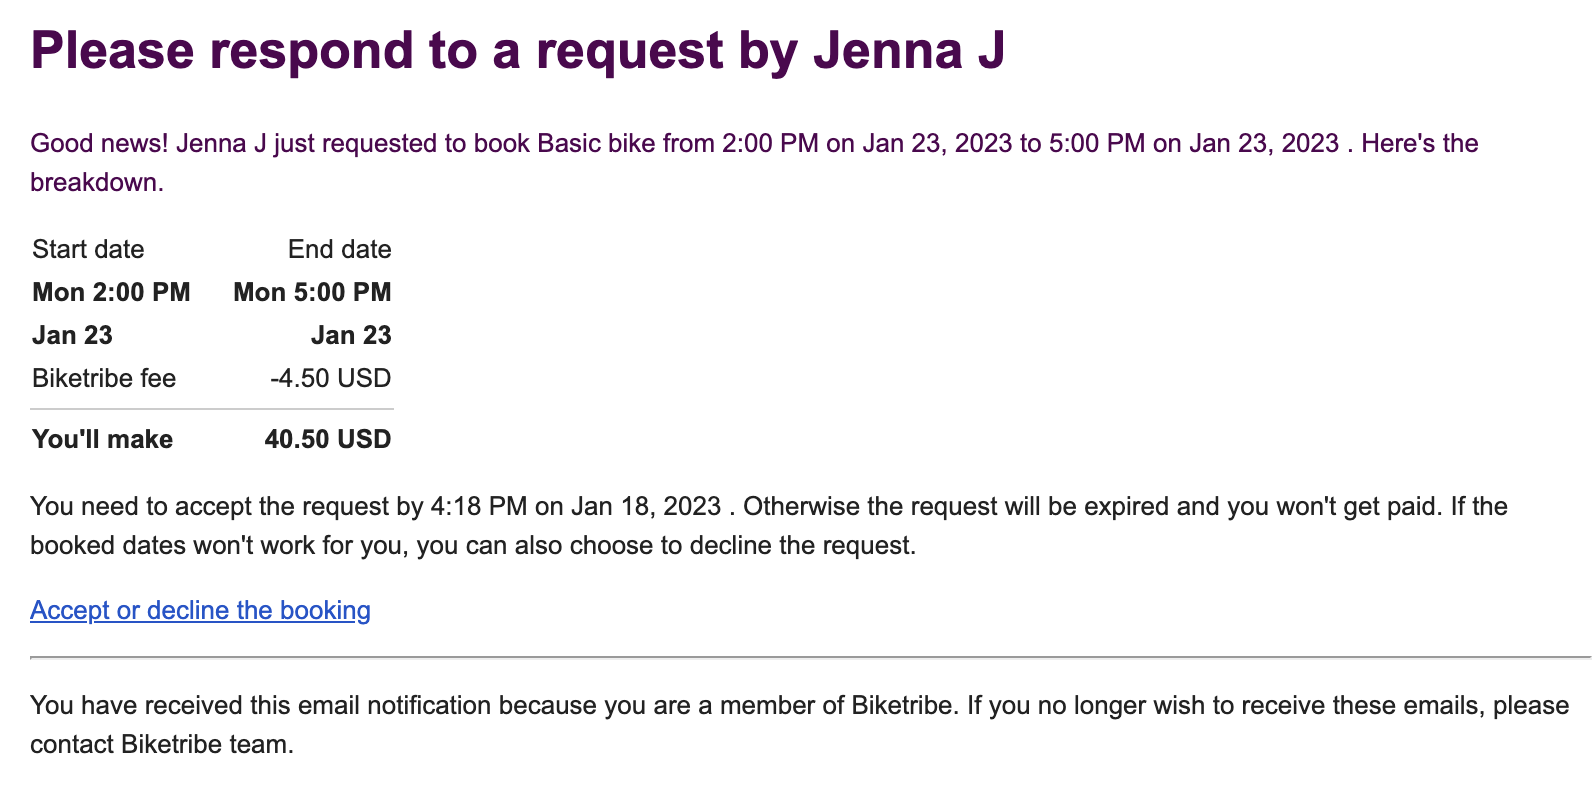 Please respond to a request by Jenna J
Good news! Jenna J just requested to book Basic bike from 2:00 PM on Jan 23, 2023 to 5:00 PM on Jan 23, 2023 . Here's the
breakdown.
Start date End date
Mon 2:00 PM Mon 5:00 PM
Jan 23 Jan 23
Biketribe fee -4.50 USD
You'll make 40.50 USD
You need to accept the request by 4:18 PM on Jan 18, 2023 . Otherwise the request will be expired and you won't get paid. If the
booked dates won't work for you, you can also choose to decline the request.
Accept or decline the booking
You have received this email notification because you are a member of Biketribe. If you no longer wish to receive these emails, please
contact Biketribe team.